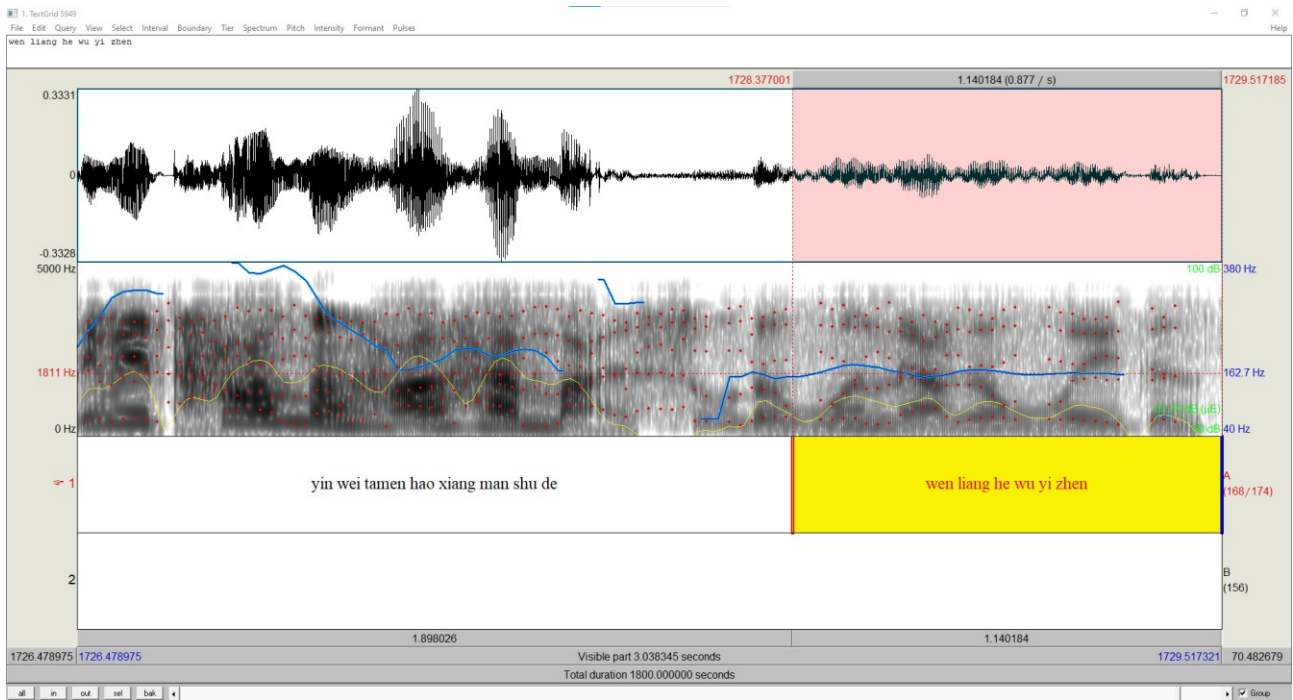 1. TextGrid 5949
File Edit Query View Select Interval Boundary Tier Spectrum Pitch Intensity Formant Pulses Help
wen liang he wu yi zhen
1728.377001 1.140184 (0.877 / s) 1729.517185
0.3331
0
-0.3328
5000 Hz 100 dB 380 Hz
1811 Hz 162.7 Hz
0 Hz 40 Hz
1 yin wei tamen hao xiang man shu de wen liang he wu yi zhen A
(168/174)
2 B
(156)
1.898026 1.140184
1726.478975 1726.478975 Visible part 3.038345 seconds 1729.517321 70.482679
Total duration 1800.000000 seconds
all in out sel bak Group